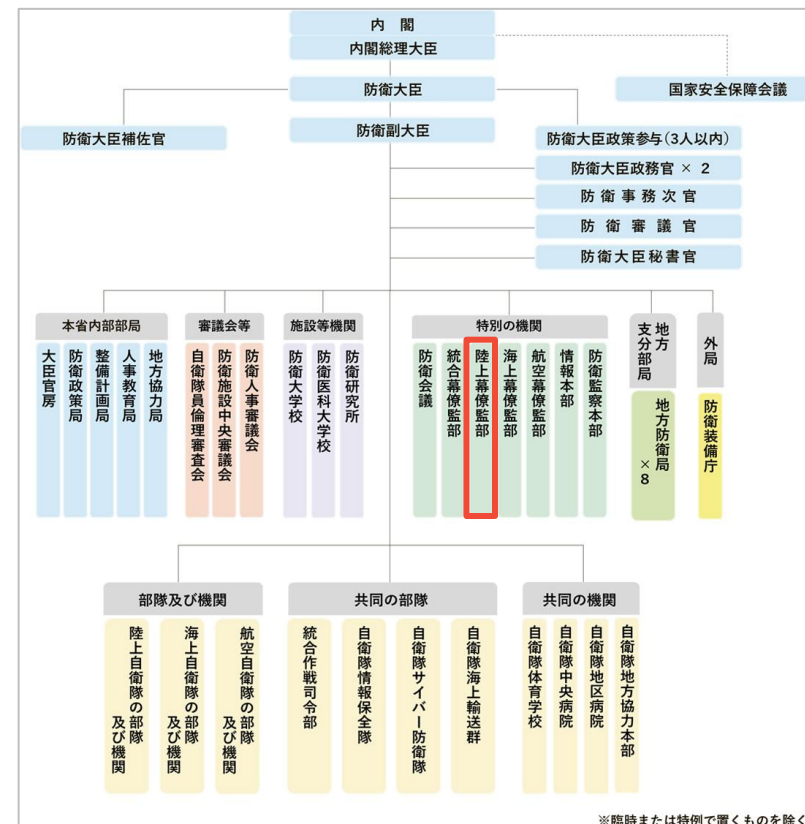 内閣
内閣総理大臣
国家安全保障会議
防衛大臣
防衛大臣補佐官
防衛副大臣
防衛大臣政策参与(3人以内)
防衛大臣政務官 × 2
防衛事務次官
防衛審議官
防衛大臣秘書官
本省内部部局
大臣官房
防衛政策局
整備計画局
人事教育局
地方協力局
審議会等
自衛隊員倫理審査会
防衛施設中央審議会
防衛人事審議会
施設等機関
防衛大学校
防衛医科大学校
防衛研究所
特別の機関
防衛会議
統合幕僚監部
陸上幕僚監部
海上幕僚監部
航空幕僚監部
情報本部
防衛監察本部
地方
支分部局
地方防衛局
×8
外局
防衛装備庁
部隊及び機関
陸上自衛隊の部隊
及び機関
海上自衛隊の部隊
及び機関
航空自衛隊の部隊
及び機関
共同の部隊
統合作戦司令部
自衛隊情報保全隊
自衛隊サイバー防衛隊
自衛隊海上輸送群
共同の機関
自衛隊体育学校
自衛隊中央病院
自衛隊地区病院
自衛隊地方協力本部
※臨時または特例で置くものを除く